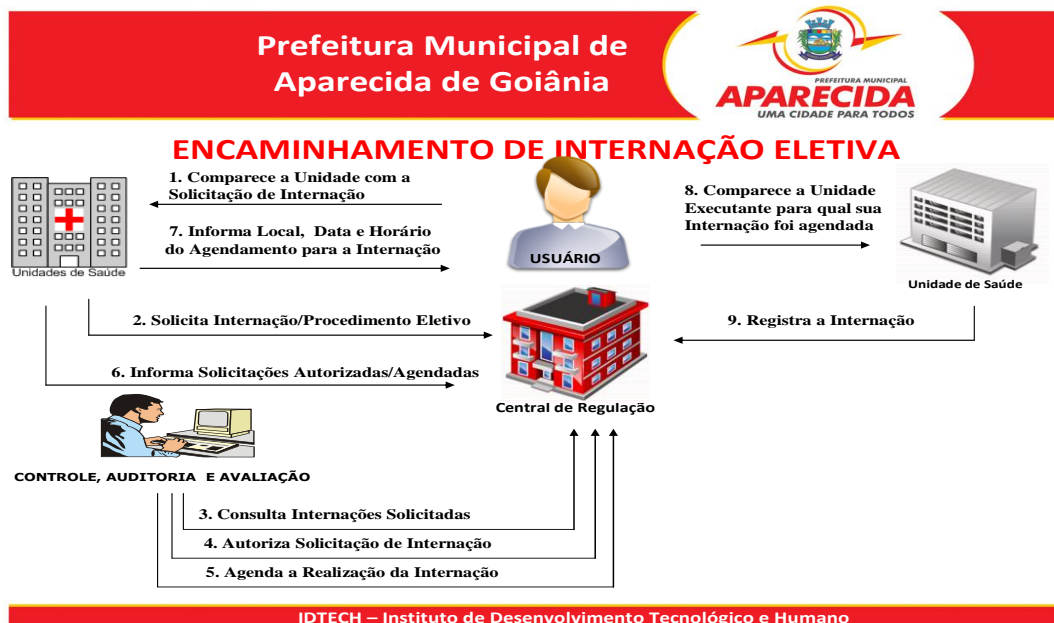 Prefeitura Municipal de
Aparecida de Goiânia
PREFEITURA MUNICIPAL
APARECIDA
UMA CIDADE PARA TODOS
ENCAMINHAMENTO DE INTERNAÇÃO ELETIVA
1. Comparece a Unidade com a
Solicitação de Internação
7. Informa Local, Data e Horário
do Agendamento para a Internação
Unidades de Saúde
USUÁRIO
8. Comparece a Unidade
Executante para qual sua
Internação foi agendada
Unidade de Saúde
2. Solicita Internação/Procedimento Eletivo
9. Registra a Internação
6. Informa Solicitações Autorizadas/Agendadas
Central de Regulação
CONTROLE, AUDITORIA E AVALIAÇÃO
3. Consulta Internações Solicitadas
4. Autoriza Solicitação de Internação
5. Agenda a Realização da Internação
IDTECH – Instituto de Desenvolvimento Tecnológico e Humano